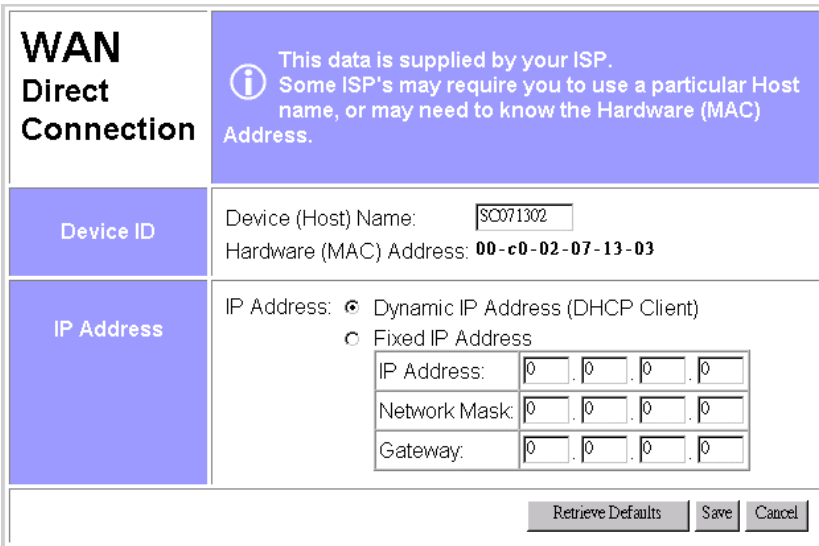 WAN
Direct
Connection
This data is supplied by your ISP.
Some ISP's may require you to use a particular Host
name, or may need to know the Hardware (MAC)
Address.
Device ID
Device (Host) Name: SC071302
Hardware (MAC) Address: 00-c0-02-07-13-03
IP Address
IP Address: Dynamic IP Address (DHCP Client)
Fixed IP Address
IP Address: 0 . 0 . 0 . 0
Network Mask: 0 . 0 . 0 . 0
Gateway: 0 . 0 . 0 . 0
Retrieve Defaults Save Cancel